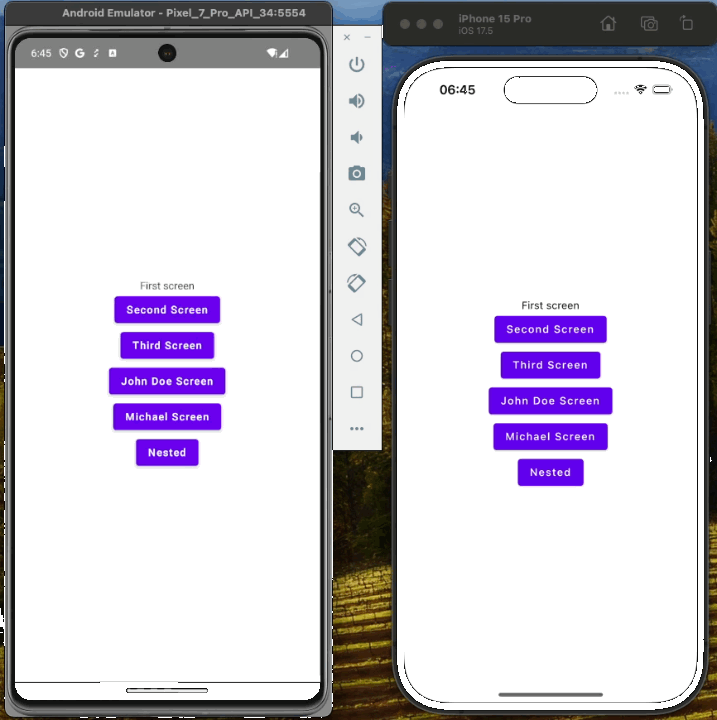 Android Emulator - Pixel_7_Pro_API_34:5554
6:45
First screen
Second Screen
Third Screen
John Doe Screen
Michael Screen
Nested
iPhone 15 Pro
iOS 17.5
06:45
First screen
Second Screen
Third Screen
John Doe Screen
Michael Screen
Nested